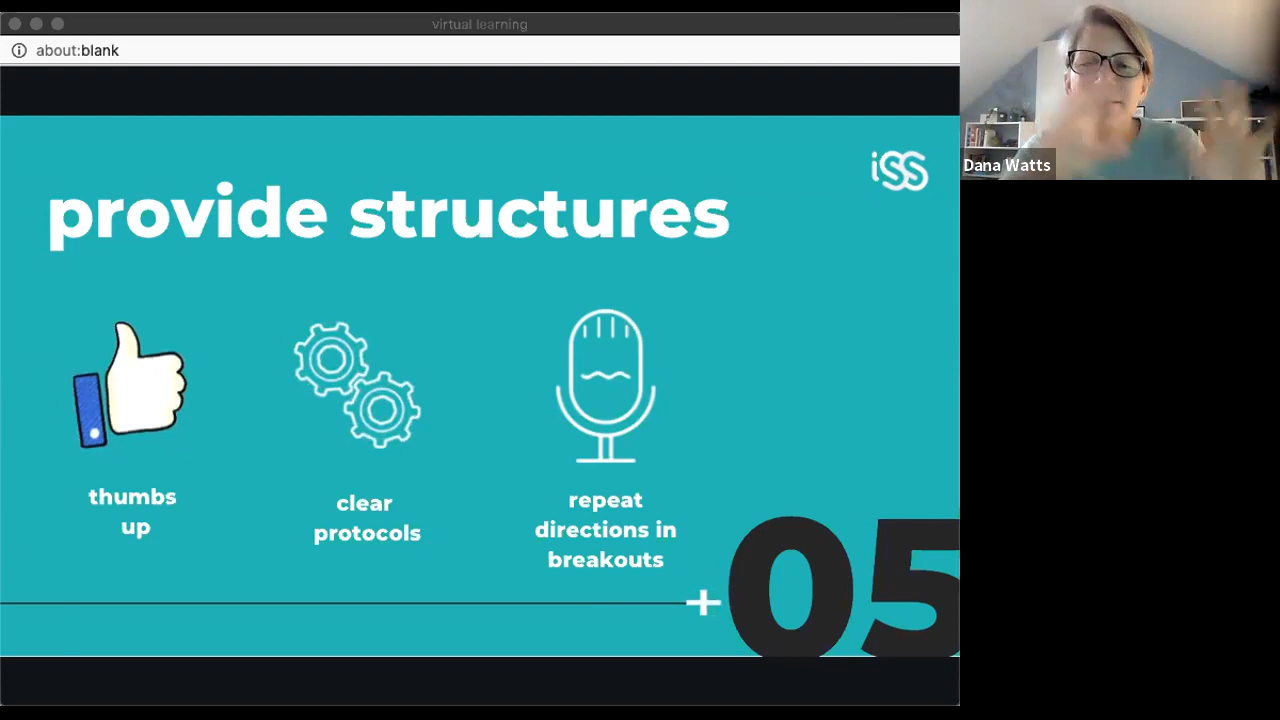 virtual learning
about:blank
iSS
provide structures
thumbs
up
clear
protocols
repeat
directions in
breakouts
05
Dana Watts